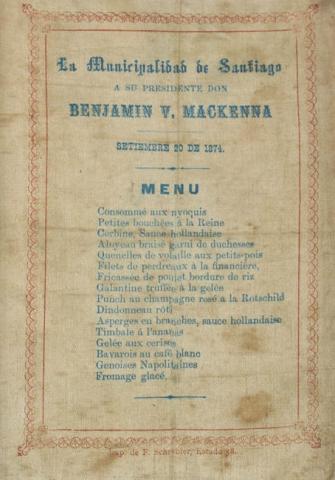 La Municipalidad de Santiago
A SU PRESIDENTE DON
BENJAMIN V. MACKENNA
SETIEMBRE 20 DE 1874.
MENU
Consommé aux nyoquis
Petites bouchées à la Reine
Corbine, Sauce hollandaise
Aloyeau braisé garni de duchesses
Quenelles de volaille aux petits-pois
Filets de perdreaux à la financière,
Fricassée de poulet bordure de riz
Galantine truffée à la gelée
Punch au champagne rosé a la Rotschild
Dindonneau rôti
Asperges en branches, sauce hollandaise
Timbale á l'ananas
Gelée aux cerises
Bavarois au café blanc
Genoises Napolitaines
Fromage glacé.
Imp. de F. Schrebler, Estado